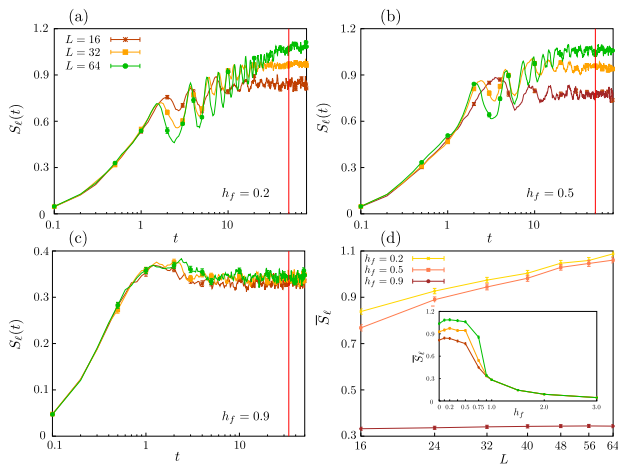 (a)
1.2
0.9
0.6
0.3
0
S_ℓ(t)
L = 16
L = 32
L = 64
h_f = 0.2
0.1
1
10
t
(b)
1.2
0.9
0.6
0.3
0
S_ℓ(t)
h_f = 0.5
0.1
1.0
10
t
(c)
0.4
0.3
0.2
0.1
0
S_ℓ(t)
h_f = 0.9
0.1
1
10
t
(d)
1.1
0.9
0.7
0.5
0.3
S̅_ℓ
h_f = 0.2
h_f = 0.5
h_f = 0.9
1.2
0.9
0.6
0.3
0
S̅_ℓ
0
0.2
0.5
0.75
1.0
2.0
3.0
h_f
16
24
32
40
48
56
64
L